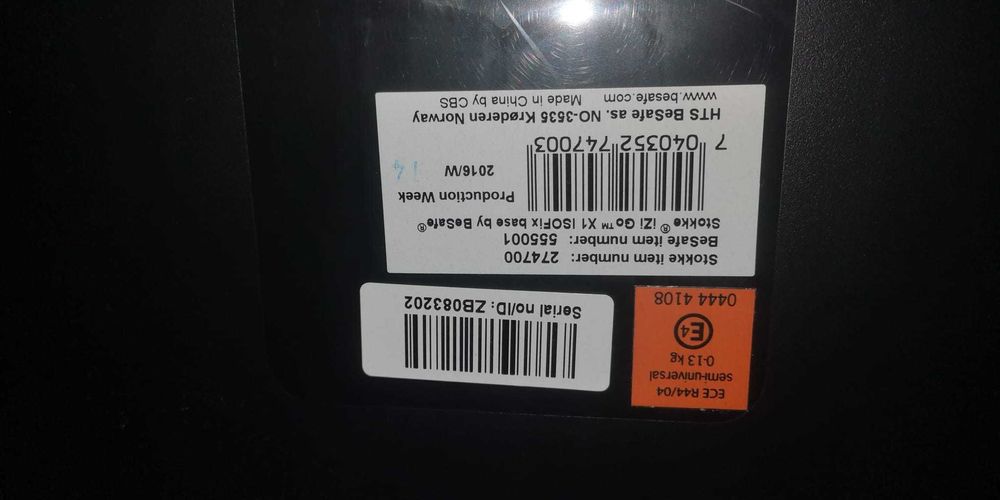 ECE R44/04
semi-universal
0-13 kg
E4
0444 4108
Serial no/ID: ZB083202
Stokke item number: 274700
BeSafe item number: 555001
Stokke® iZi Go™ X1 ISOFix base by BeSafe®
Production Week
2016/W 14
7 040352 747003
HTS BeSafe as. NO-3535 Krøderen Norway
www.besafe.com Made in China by CBS